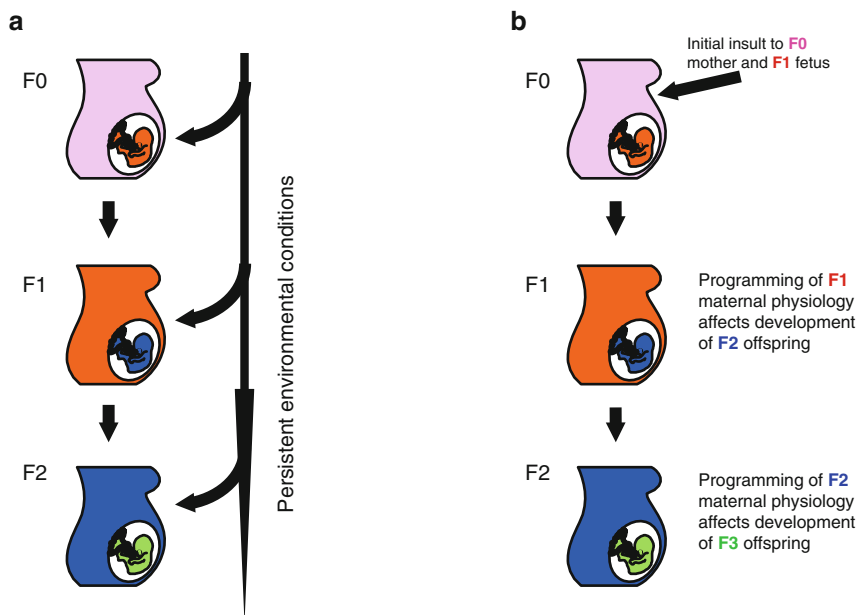 a
F0
F1
F2
Persistent environmental conditions
b
Initial insult to F0
mother and F1 fetus
F0
F1
Programming of F1
maternal physiology
affects development
of F2 offspring
F2
Programming of F2
maternal physiology
affects development
of F3 offspring